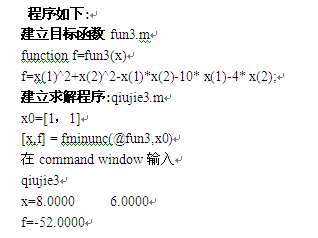 程序如下:↵
建立目标函数 fun3.m
function f=fun3(x)↵
f=x(1)^2+x(2)^2-x(1)*x(2)-10* x(1)-4* x(2);↵
建立求解程序:qiujie3.m↵
x0=[1，1]↵
[x,f] = fminunc(@fun3,x0)↵
在 command window 输入↵
qiujie3↵
x=8.0000 6.0000↵
f=-52.0000↵